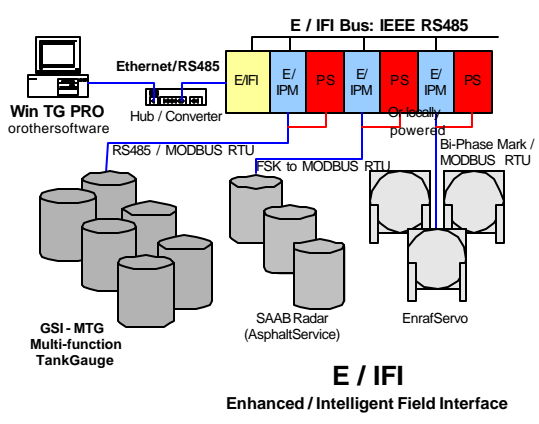 E / IFI Bus: IEEE RS485
Ethernet/RS485
E/IFI
E/
IPM
PS
E/
IPM
PS
E/
IPM
PS
Win TG PRO
orothersoftware
Hub / Converter
Or locally
powered
RS485 / MODBUS RTU
FSK to MODBUS RTU
Bi-Phase Mark /
MODBUS RTU
GSI - MTG
Multi-function
TankGauge
SAAB Radar
(AsphaltService)
EnrafServo
E / IFI
Enhanced / Intelligent Field Interface